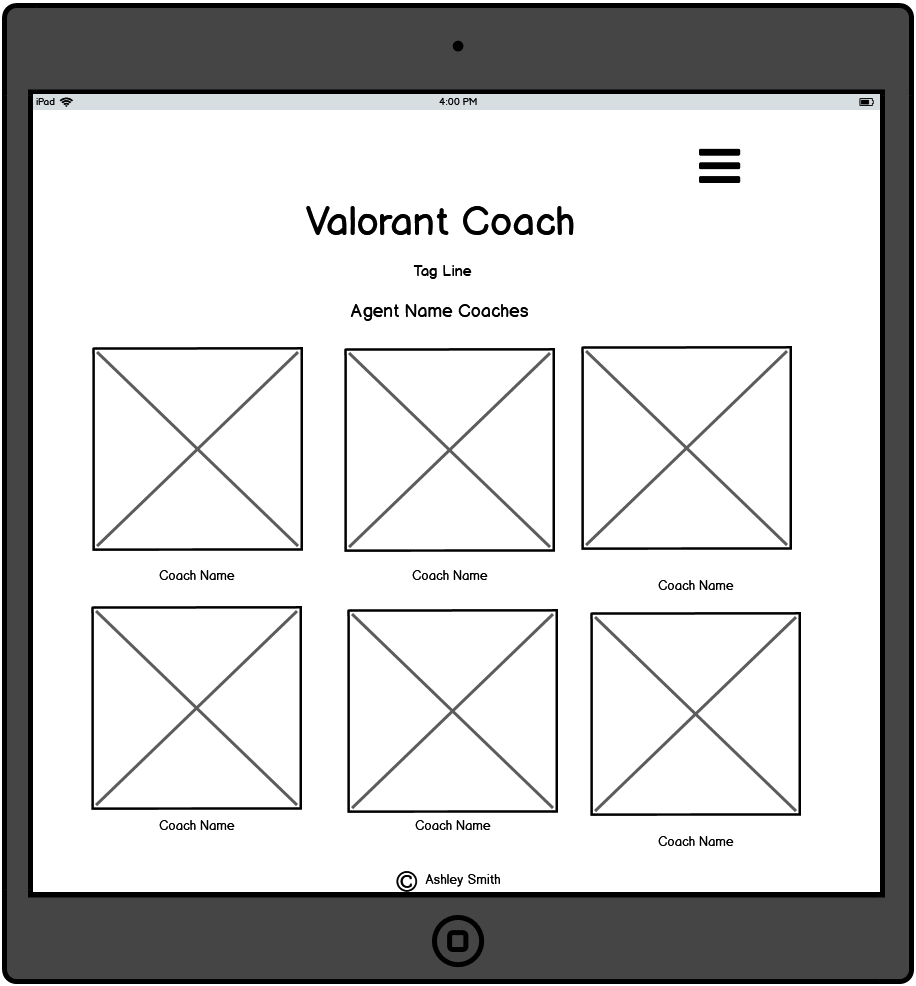 iPad 4:00 PM
Valorant Coach
Tag Line
Agent Name Coaches
Coach Name Coach Name Coach Name
Coach Name Coach Name Coach Name
© Ashley Smith